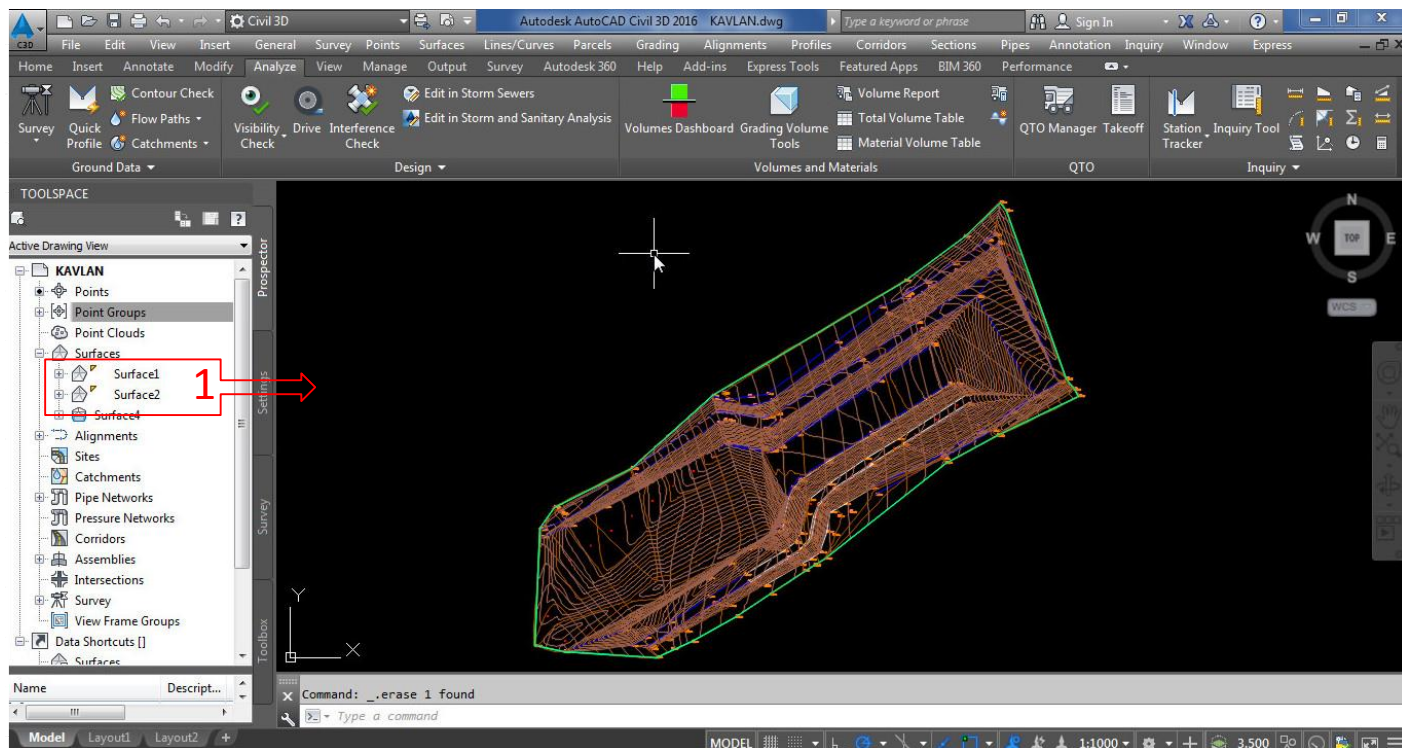 Civil 3D
Autodesk AutoCAD Civil 3D 2016 KAVLAN.dwg
Type a keyword or phrase
Sign In
C3D File Edit View Insert General Survey Points Surfaces Lines/Curves Parcels Grading Alignments Profiles Corridors Sections Pipes Annotation Inquiry Window Express
Home Insert Annotate Modify Analyze View Manage Output Survey Autodesk 360 Help Add-ins Express Tools Featured Apps BIM 360 Performance
Survey
Quick Profile
Contour Check
Flow Paths
Catchments
Ground Data
Visibility Check
Drive
Interference Check
Edit in Storm Sewers
Edit in Storm and Sanitary Analysis
Design
Volumes Dashboard
Grading Volume Tools
Volume Report
Total Volume Table
Material Volume Table
Volumes and Materials
QTO Manager
Takeoff
QTO
Station Tracker
Inquiry Tool
Inquiry
TOOLSPACE
Active Drawing View
KAVLAN
Points
Point Groups
Point Clouds
Surfaces
Surface1
Surface2
1
Surface4
Alignments
Sites
Catchments
Pipe Networks
Pressure Networks
Corridors
Assemblies
Intersections
Survey
View Frame Groups
Data Shortcuts []
Surfaces
Name Descript...
Prospector
Settings
Survey
Toolbox
N
W TOP E
S
WCS
Y
X
Command: _.erase 1 found
Type a command
Model Layout1 Layout2 +
MODEL 1:1000 3.500